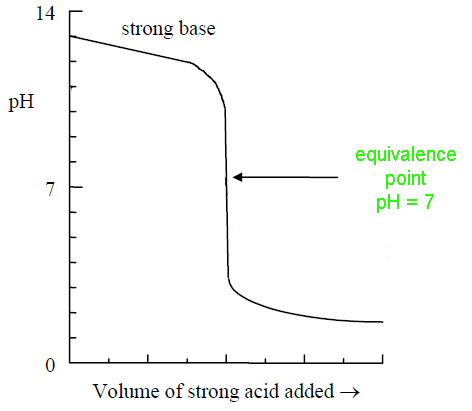 14
strong base
pH
equivalence
point
pH = 7
7
0
Volume of strong acid added →